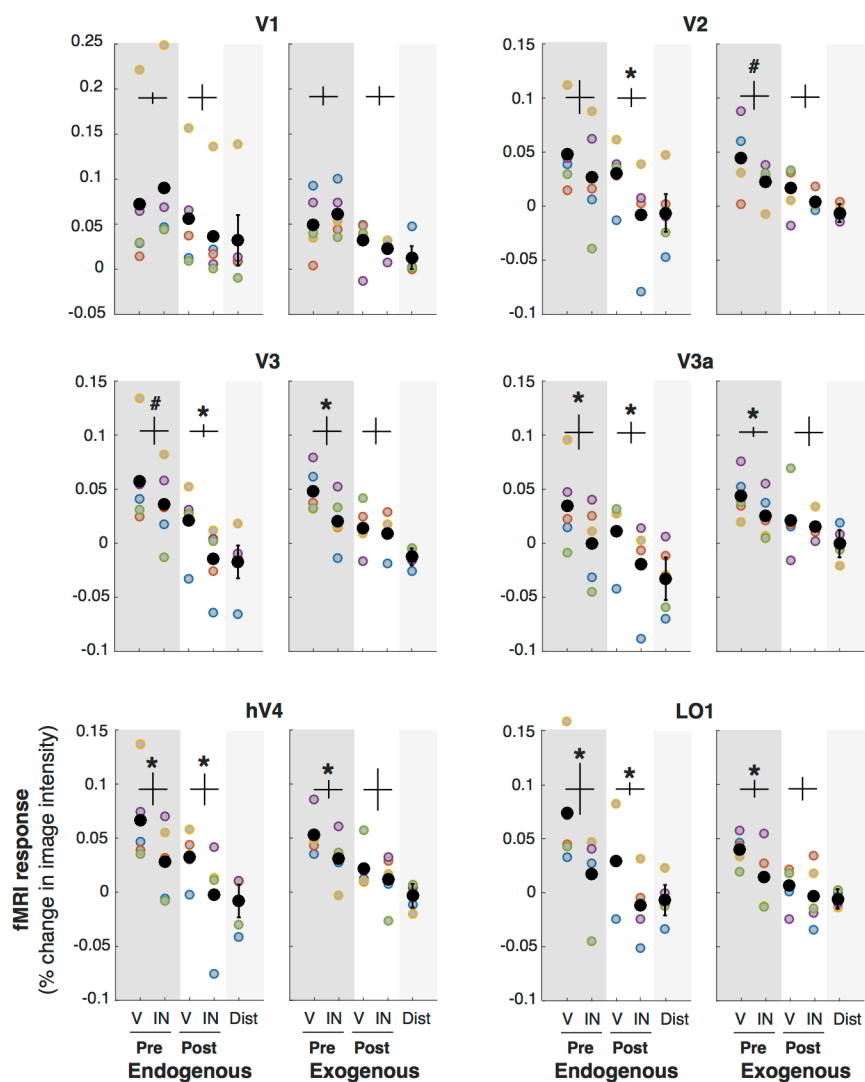 V1
V2
0.25
0.2
0.15
0.1
0.05
0
-0.05
0.15
0.1
0.05
0
-0.05
-0.1
*
#
V3
V3a
0.15
0.1
0.05
0
-0.05
-0.1
#
*
*
0.15
0.1
0.05
0
-0.05
-0.1
*
*
*
hV4
LO1
fMRI response
(% change in image intensity)
0.15
0.1
0.05
0
-0.05
-0.1
*
*
*
0.15
0.1
0.05
0
-0.05
-0.1
*
*
*
V IN V IN Dist
V IN V IN Dist
V IN V IN Dist
V IN V IN Dist
Pre Post
Pre Post
Pre Post
Pre Post
Endogenous
Exogenous
Endogenous
Exogenous